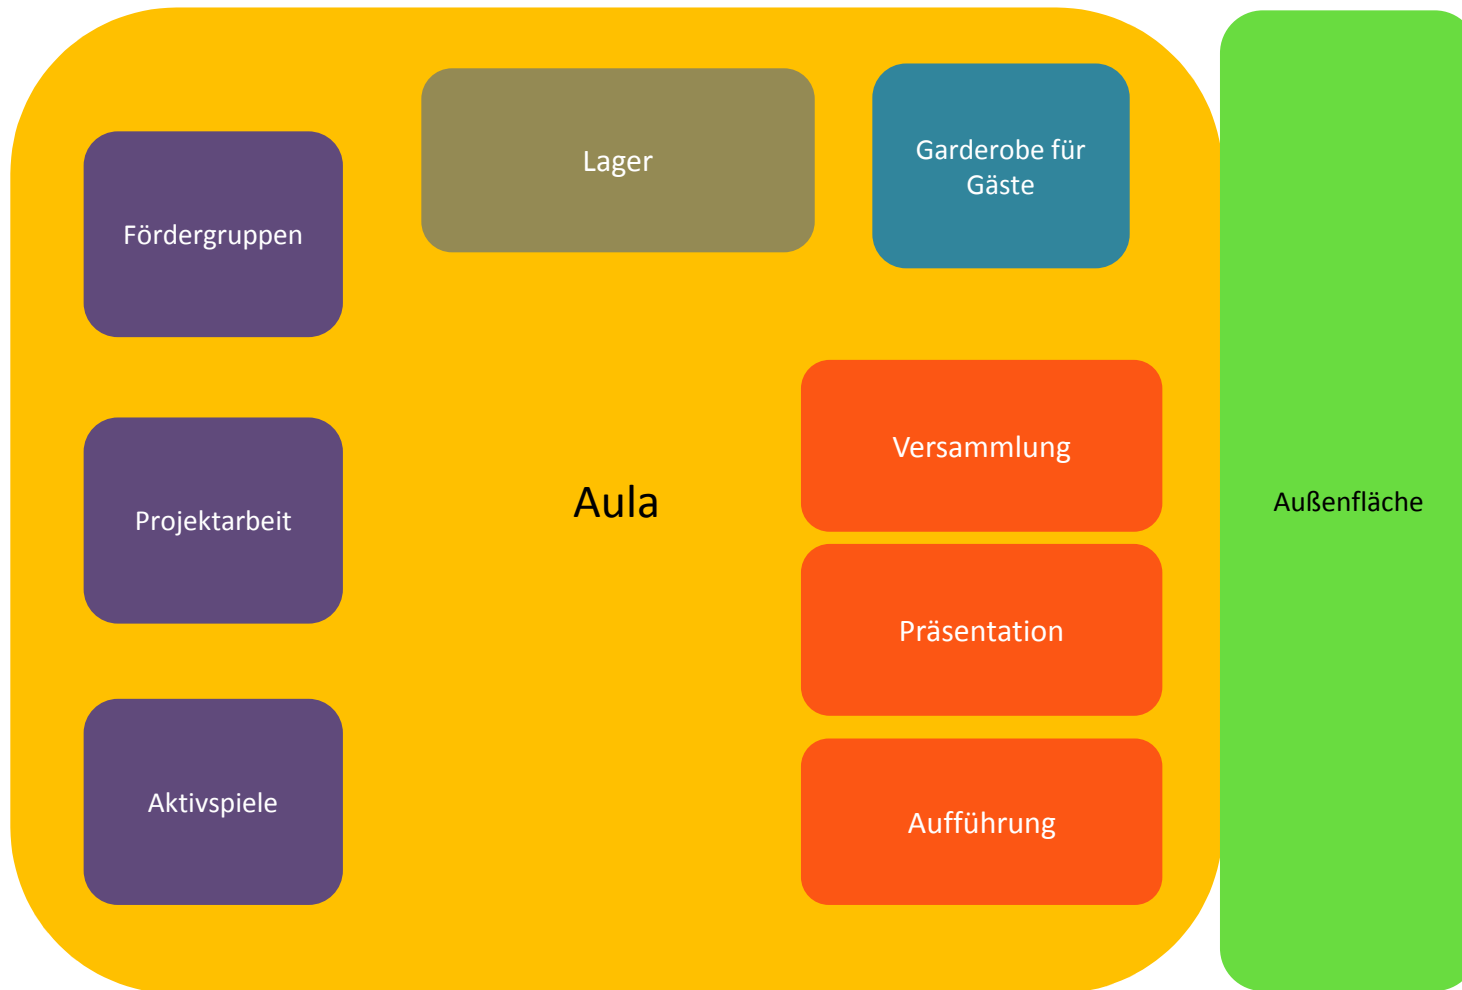 Lager
Garderobe für
Gäste
Fördergruppen
Versammlung
Aula
Außenfläche
Projektarbeit
Präsentation
Aktivspiele
Aufführung